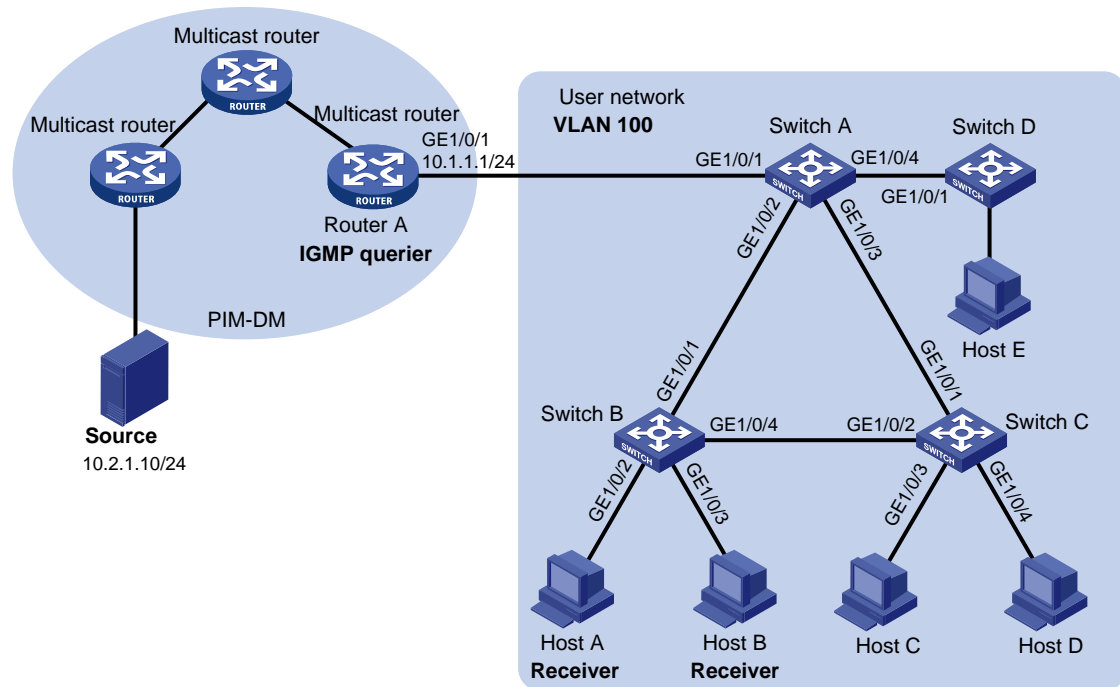 Multicast router
ROUTER
Multicast router
ROUTER
Multicast router
GE1/0/1
10.1.1.1/24
ROUTER
Router A
IGMP querier
PIM-DM
Source
10.2.1.10/24
User network
VLAN 100
Switch A
SWITCH
GE1/0/1
GE1/0/4
GE1/0/2
GE1/0/3
Switch D
SWITCH
GE1/0/1
Host E
GE1/0/1
GE1/0/1
Switch B
SWITCH
GE1/0/4
GE1/0/2
Switch C
SWITCH
GE1/0/2
GE1/0/3
GE1/0/3
GE1/0/4
Host A
Receiver
Host B
Receiver
Host C
Host D